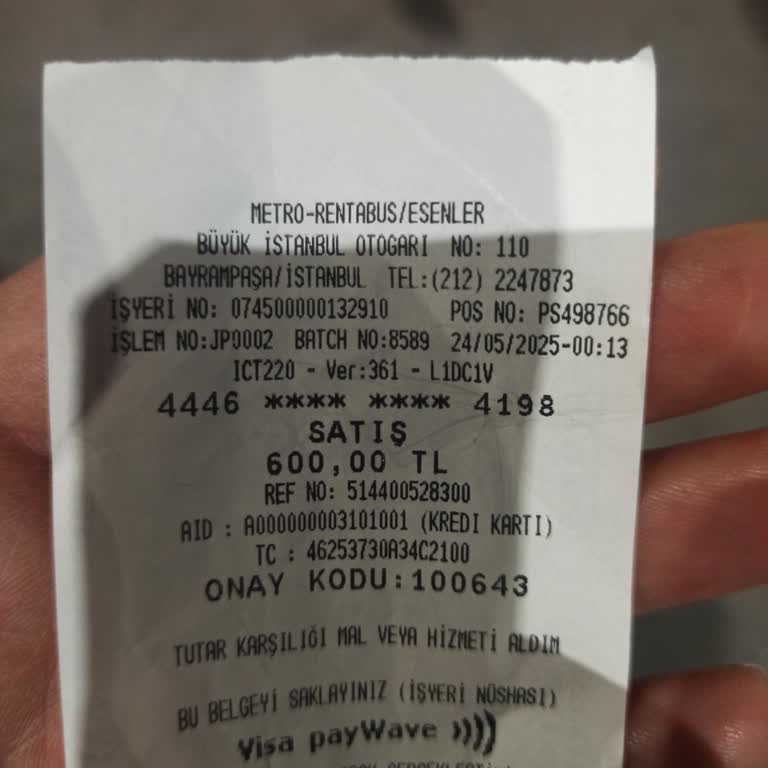 METRO-RENTABUS/ESENLER
BÜYÜK İSTANBUL OTOGARI NO: 110
BAYRAMPAŞA/İSTANBUL TEL:(212) 2247873
İŞYERİ NO: 074500000132910 POS NO: PS498766
İŞLEM NO:JP0002 BATCH NO:8589 24/05/2025-00:13
ICT220 - Ver:361 - L1DC1V
4446 **** **** 4198
SATIŞ
600,00 TL
REF NO: 514400528300
AID : A0000000031010​01 (KREDI KARTI)
TC : 46253730A34C2100
ONAY KODU:100643
TUTAR KARŞILIĞI MAL VEYA HİZMETİ ALDIM
BU BELGEYİ SAKLAYINIZ (İŞYERİ NÜSHASI)
Visa payWave ))))